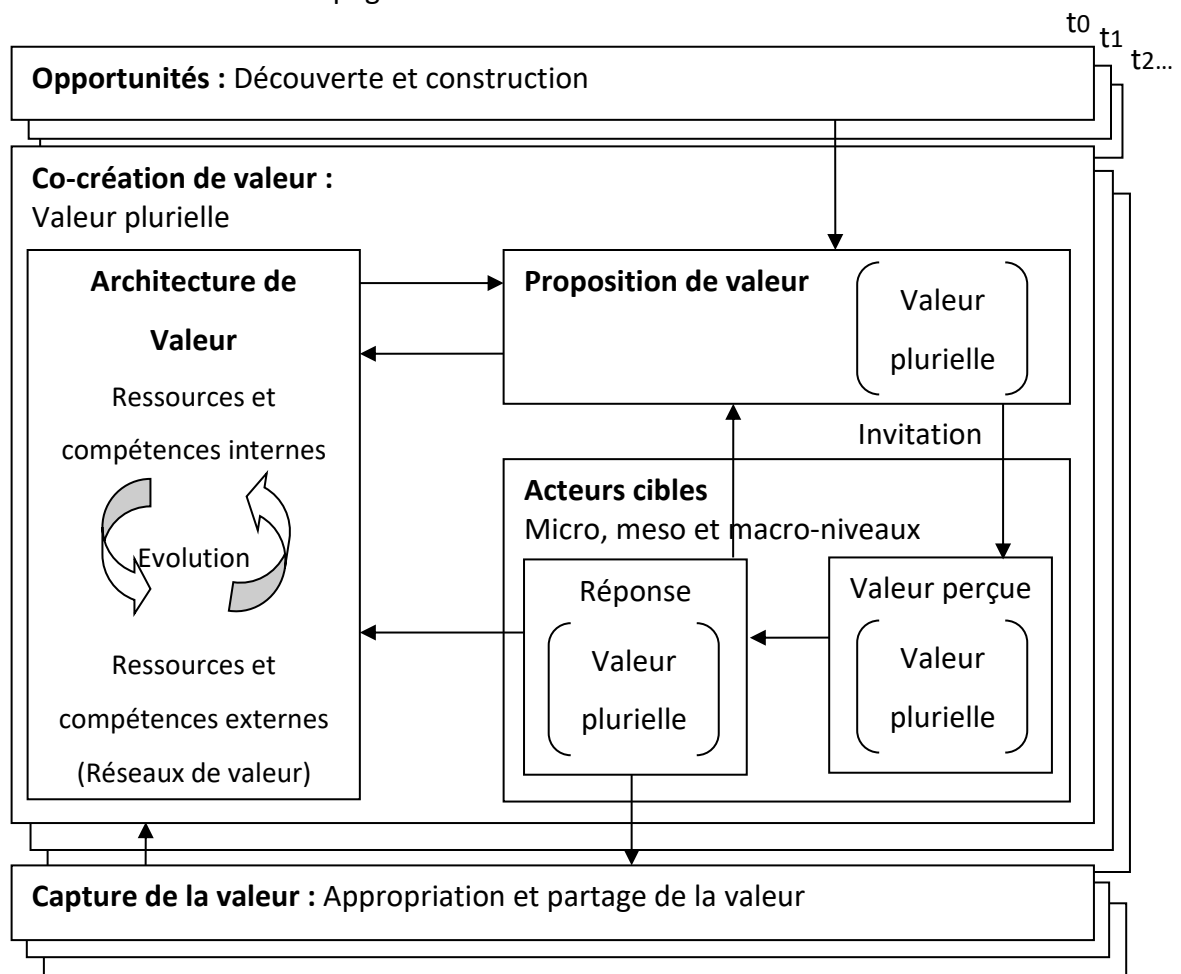 t0
t1
t2...
Opportunités : Découverte et construction
Co-création de valeur :
Valeur plurielle
Architecture de
Valeur
Ressources et
compétences internes
Evolution
Ressources et
compétences externes
(Réseaux de valeur)
Proposition de valeur
Valeur
plurielle
Invitation
Acteurs cibles
Micro, meso et macro-niveaux
Réponse
Valeur
plurielle
Valeur perçue
Valeur
plurielle
Capture de la valeur : Appropriation et partage de la valeur